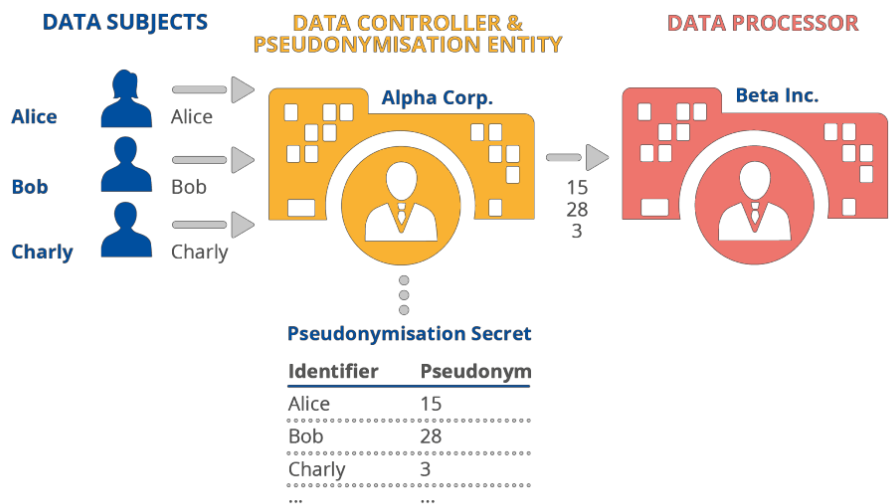 DATA SUBJECTS
DATA CONTROLLER &
PSEUDONYMISATION ENTITY
DATA PROCESSOR
Alice
Alice
Bob
Bob
Charly
Charly
Alpha Corp.
15
28
3
Beta Inc.
Pseudonymisation Secret
Identifier Pseudonym
Alice 15
Bob 28
Charly 3
... ...